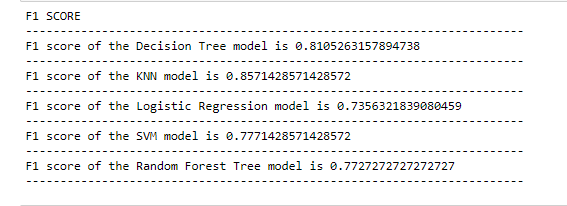 F1 SCORE
------------------------------------------------------------------------
F1 score of the Decision Tree model is 0.8105263157894738
------------------------------------------------------------------------
F1 score of the KNN model is 0.8571428571428572
------------------------------------------------------------------------
F1 score of the Logistic Regression model is 0.7356321839080459
------------------------------------------------------------------------
F1 score of the SVM model is 0.7771428571428572
------------------------------------------------------------------------
F1 score of the Random Forest Tree model is 0.7727272727272727
------------------------------------------------------------------------